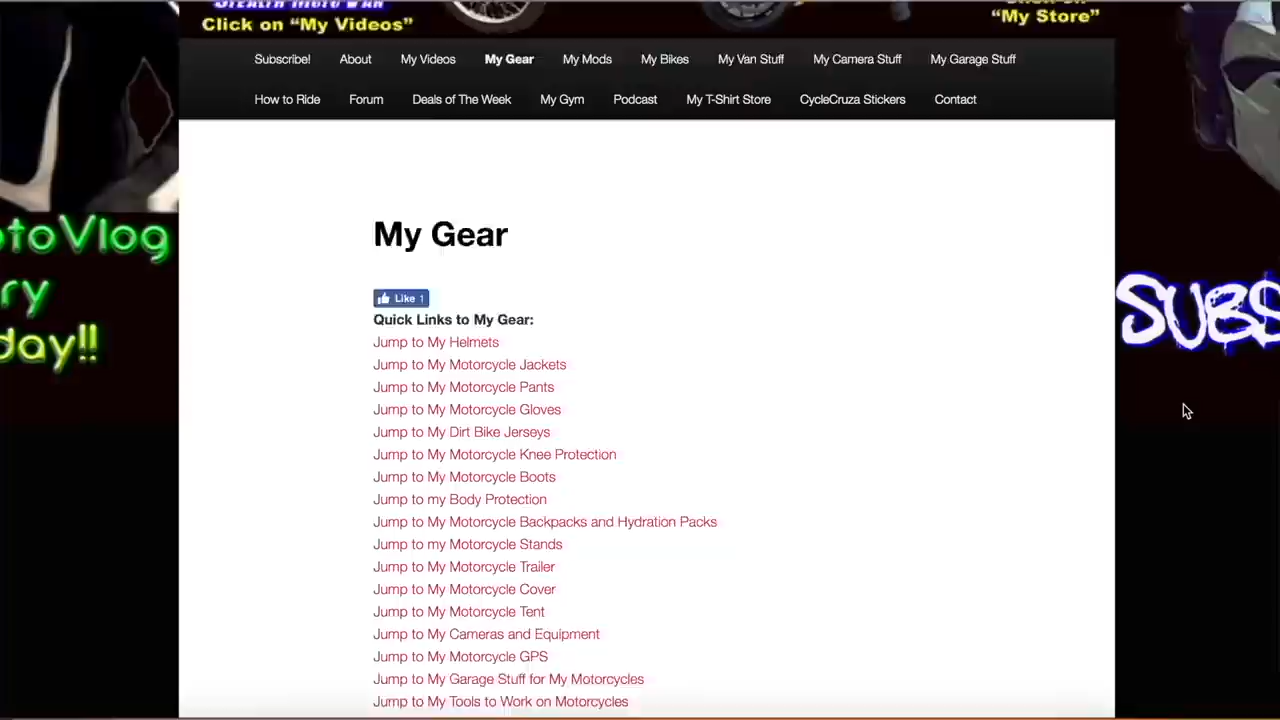 Click on “My Videos”
“My Store”
Subscribe! About My Videos My Gear My Mods My Bikes My Van Stuff My Camera Stuff My Garage Stuff
How to Ride Forum Deals of The Week My Gym Podcast My T-Shirt Store CycleCruza Stickers Contact
My Gear
Like 1
Quick Links to My Gear:
Jump to My Helmets
Jump to My Motorcycle Jackets
Jump to My Motorcycle Pants
Jump to My Motorcycle Gloves
Jump to My Dirt Bike Jerseys
Jump to My Motorcycle Knee Protection
Jump to My Motorcycle Boots
Jump to my Body Protection
Jump to My Motorcycle Backpacks and Hydration Packs
Jump to my Motorcycle Stands
Jump to My Motorcycle Trailer
Jump to My Motorcycle Cover
Jump to My Motorcycle Tent
Jump to My Cameras and Equipment
Jump to My Motorcycle GPS
Jump to My Garage Stuff for My Motorcycles
Jump to My Tools to Work on Motorcycles
otoVlog
ry
day!!
SUBS